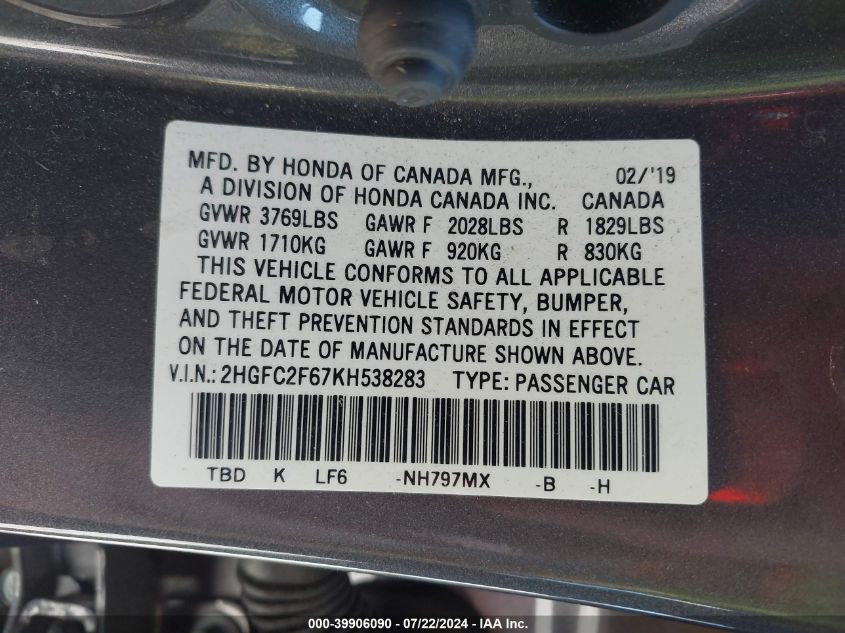 MFD. BY HONDA OF CANADA MFG., 02/'19
A DIVISION OF HONDA CANADA INC. CANADA
GVWR 3769LBS GAWR F 2028LBS R 1829LBS
GVWR 1710KG GAWR F 920KG R 830KG
THIS VEHICLE CONFORMS TO ALL APPLICABLE
FEDERAL MOTOR VEHICLE SAFETY, BUMPER,
AND THEFT PREVENTION STANDARDS IN EFFECT
ON THE DATE OF MANUFACTURE SHOWN ABOVE.
V.I.N.: 2HGFC2F67KH538283 TYPE: PASSENGER CAR
TBD K LF6 -NH797MX -B -H
000-39906090 - 07/22/2024 - IAA Inc.